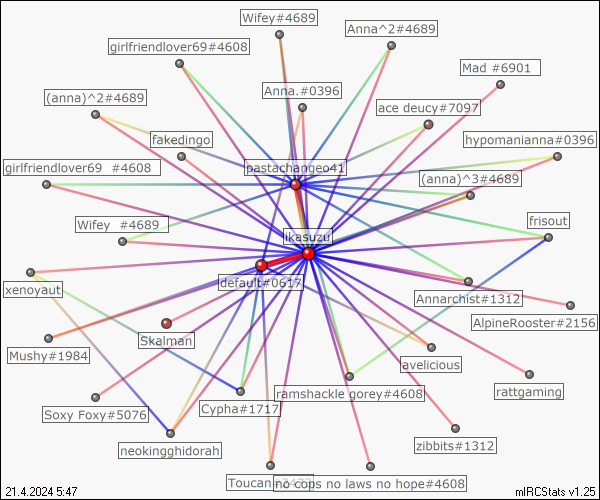 Wifey#4689
Anna^2#4689
girlfriendlover69#4608
Mad #6901
Anna.#0396
(anna)^2#4689
ace deucy#7097
fakedingo
hypomanianna#0396
pastachangeo41
girlfriendlover69 #4608
(anna)^3#4689
Wifey #4689
ikasuzu
frisout
default#0617
xenoyaut
Annarchist#1312
AlpineRooster#2156
Skalman
Mushy#1984
avelicious
ramshackle gorey#4608
rattgaming
Soxy Foxy#5076
Cypha#1717
neokingghidorah
zibbits#1312
Toucan
no cops no laws no hope#4608
21.4.2024 5:47
mIRCStats v1.25